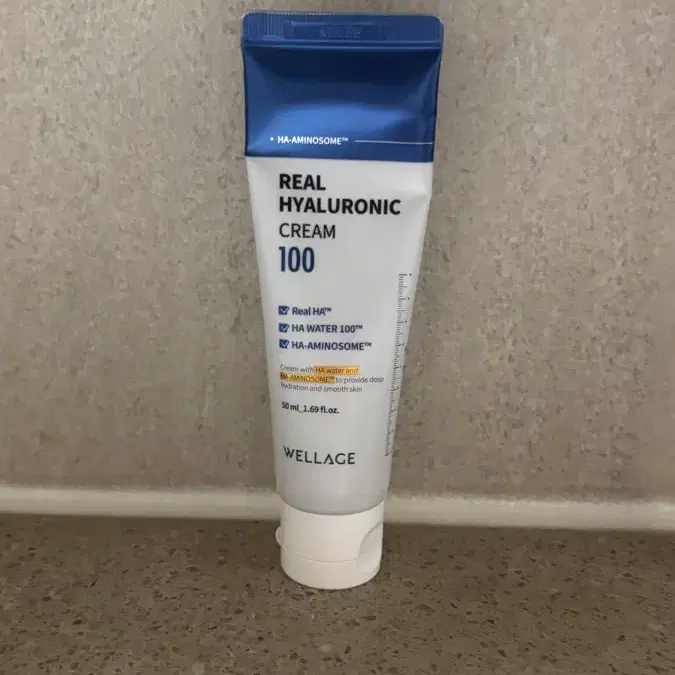 • HA-AMINOSOME™
REAL
HYALURONIC
CREAM
100
Real HA™
HA WATER 100™
HA-AMINOSOME™
Cream with HA water and
HA-AMINOSOME™ to provide deep
hydration and smooth skin
50 ml_1.69 fl.oz.
WELLAGE